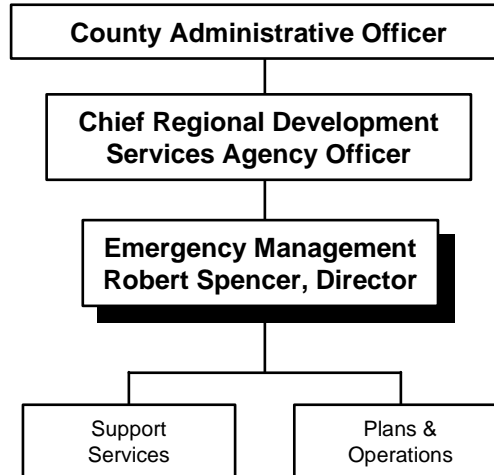 County Administrative Officer
Chief Regional Development
Services Agency Officer
Emergency Management
Robert Spencer, Director
Support
Services
Plans &
Operations